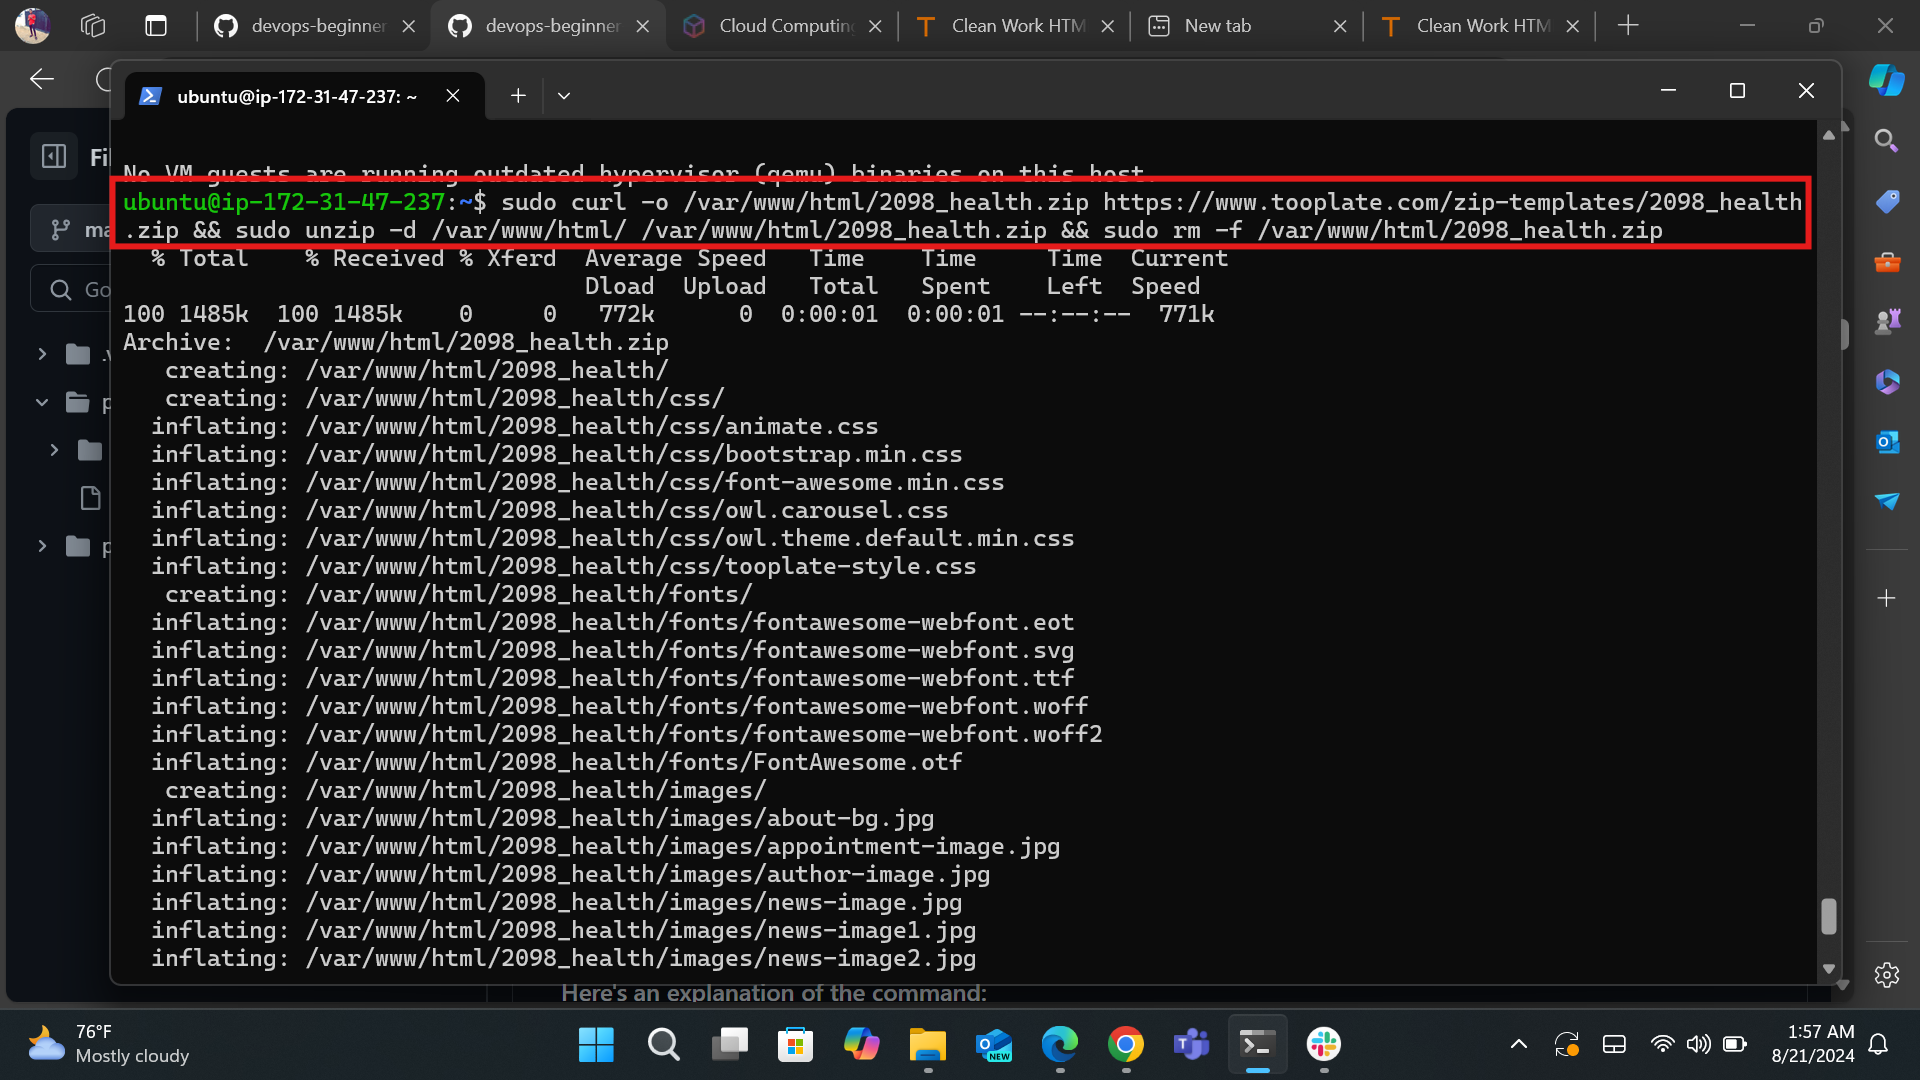 devops-beginner
devops-beginner
Cloud Computing
Clean Work HTM
New tab
Clean Work HTM
ubuntu@ip-172-31-47-237: ~
Fi
ma
Go
No VM guests are running outdated hypervisor (qemu) binaries on this host.
ubuntu@ip-172-31-47-237:~$ sudo curl -o /var/www/html/2098_health.zip https://www.tooplate.com/zip-templates/2098_health
.zip && sudo unzip -d /var/www/html/ /var/www/html/2098_health.zip && sudo rm -f /var/www/html/2098_health.zip
% Total % Received % Xferd Average Speed Time Time Time Current
Dload Upload Total Spent Left Speed
100 1485k 100 1485k 0 0 772k 0 0:00:01 0:00:01 --:--:-- 771k
Archive: /var/www/html/2098_health.zip
creating: /var/www/html/2098_health/
creating: /var/www/html/2098_health/css/
inflating: /var/www/html/2098_health/css/animate.css
inflating: /var/www/html/2098_health/css/bootstrap.min.css
inflating: /var/www/html/2098_health/css/font-awesome.min.css
inflating: /var/www/html/2098_health/css/owl.carousel.css
inflating: /var/www/html/2098_health/css/owl.theme.default.min.css
inflating: /var/www/html/2098_health/css/tooplate-style.css
creating: /var/www/html/2098_health/fonts/
inflating: /var/www/html/2098_health/fonts/fontawesome-webfont.eot
inflating: /var/www/html/2098_health/fonts/fontawesome-webfont.svg
inflating: /var/www/html/2098_health/fonts/fontawesome-webfont.ttf
inflating: /var/www/html/2098_health/fonts/fontawesome-webfont.woff
inflating: /var/www/html/2098_health/fonts/fontawesome-webfont.woff2
inflating: /var/www/html/2098_health/fonts/FontAwesome.otf
creating: /var/www/html/2098_health/images/
inflating: /var/www/html/2098_health/images/about-bg.jpg
inflating: /var/www/html/2098_health/images/appointment-image.jpg
inflating: /var/www/html/2098_health/images/author-image.jpg
inflating: /var/www/html/2098_health/images/news-image.jpg
inflating: /var/www/html/2098_health/images/news-image1.jpg
inflating: /var/www/html/2098_health/images/news-image2.jpg
Here's an explanation of the command:
76°F
Mostly cloudy
NEW
1:57 AM
8/21/2024